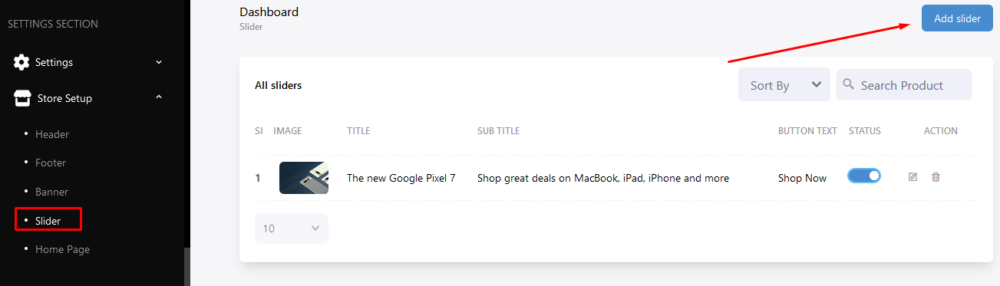 SETTINGS SECTION
Settings
Store Setup
Header
Footer
Banner
Slider
Home Page
Dashboard
Slider
Add slider
All sliders
Sort By
Search Product
SI IMAGE TITLE SUB TITLE BUTTON TEXT STATUS ACTION
1 The new Google Pixel 7 Shop great deals on MacBook, iPad, iPhone and more Shop Now
10